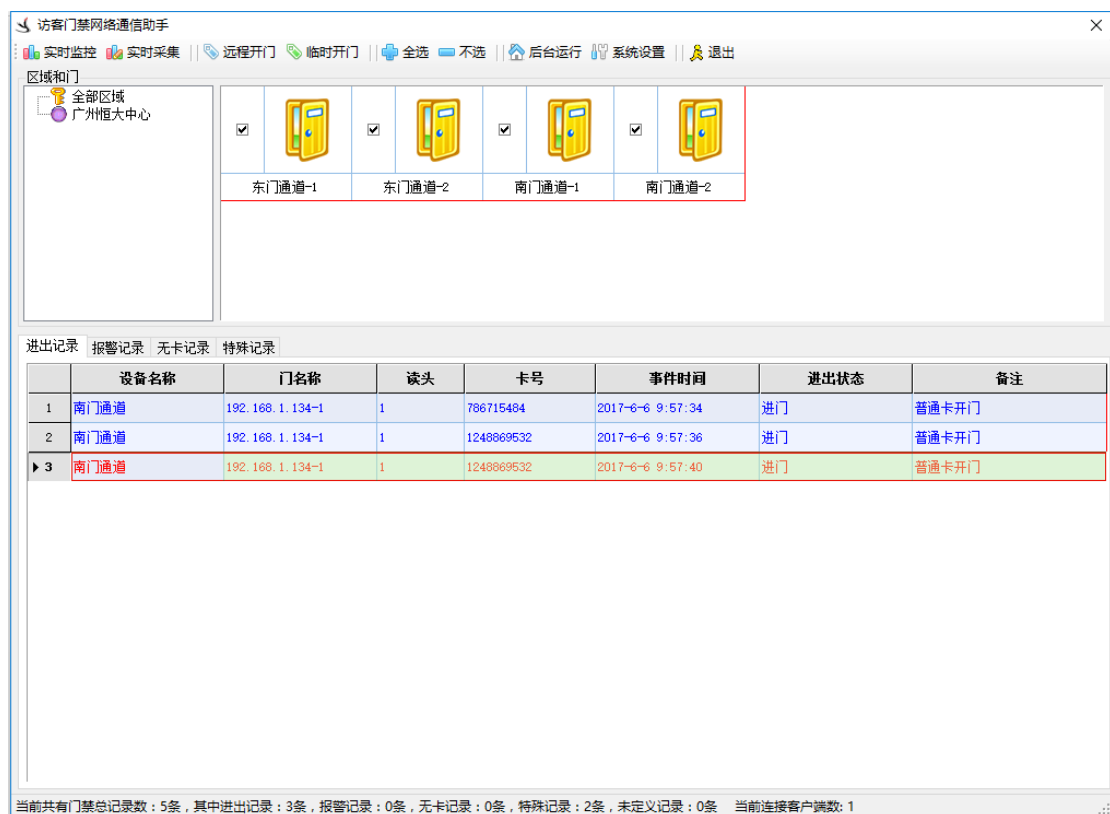 访客门禁网络通信助手
实时监控 实时采集 远程开门 临时开门 全选 不选 后台运行 系统设置 退出
区域和门
全部区域
广州恒大中心
东门通道-1 东门通道-2 南门通道-1 南门通道-2
进出记录 报警记录 无卡记录 特殊记录
设备名称 门名称 读头 卡号 事件时间 进出状态 备注
1 南门通道 192.168.1.134-1 1 786715484 2017-6-6 9:57:34 进门 普通卡开门
2 南门通道 192.168.1.134-1 1 1248869532 2017-6-6 9:57:36 进门 普通卡开门
3 南门通道 192.168.1.134-1 1 1248869532 2017-6-6 9:57:40 进门 普通卡开门
当前共有门禁总记录数：5条，其中进出记录：3条，报警记录：0条，无卡记录：0条，特殊记录：2条，未定义记录：0条 当前连接客户端数: 1